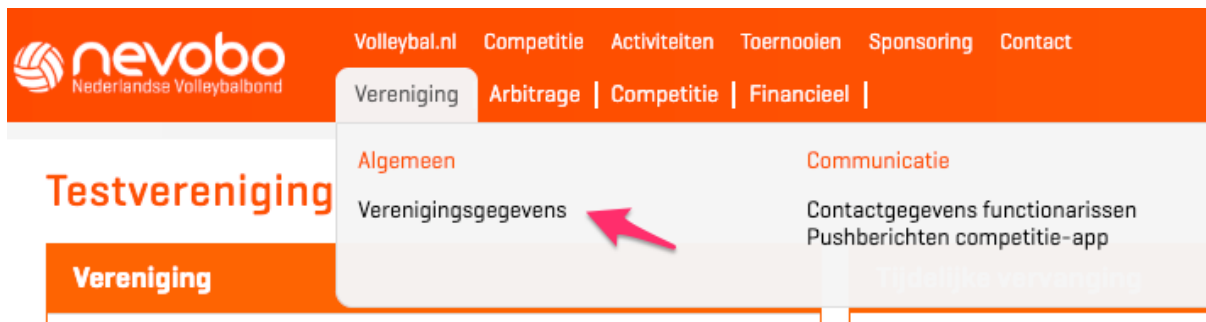 nevobo
Nederlandse Volleybalbond
Volleybal.nl Competitie Activiteiten Toernooien Sponsoring Contact
Vereniging Arbitrage | Competitie | Financieel |
Algemeen
Verenigingsgegevens
Communicatie
Contactgegevens functionarissen
Pushberichten competitie-app
Testvereniging
Vereniging
Tijdelijke vervanging